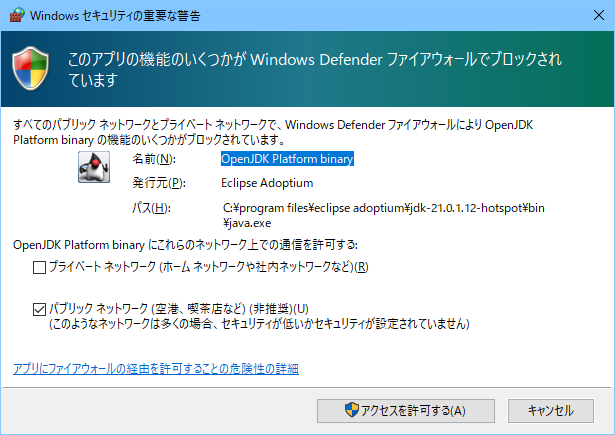 Windows セキュリティの重要な警告
このアプリの機能のいくつかが Windows Defender ファイアウォールでブロックされ
ています
すべてのパブリック ネットワークとプライベート ネットワークで、Windows Defender ファイアウォールにより OpenJDK
Platform binary の機能のいくつかがブロックされています。
名前(N): OpenJDK Platform binary
発行元(P): Eclipse Adoptium
パス(H): C:¥program files¥eclipse adoptium¥jdk-21.0.1.12-hotspot¥bin
¥java.exe
OpenJDK Platform binary にこれらのネットワーク上での通信を許可する:
プライベート ネットワーク (ホーム ネットワークや社内ネットワークなど)(R)
パブリック ネットワーク (空港、喫茶店など) (非推奨)(U)
(このようなネットワークは多くの場合、セキュリティが低いかセキュリティが設定されていません)
アプリにファイアウォールの経由を許可することの危険性の詳細
アクセスを許可する(A) キャンセル